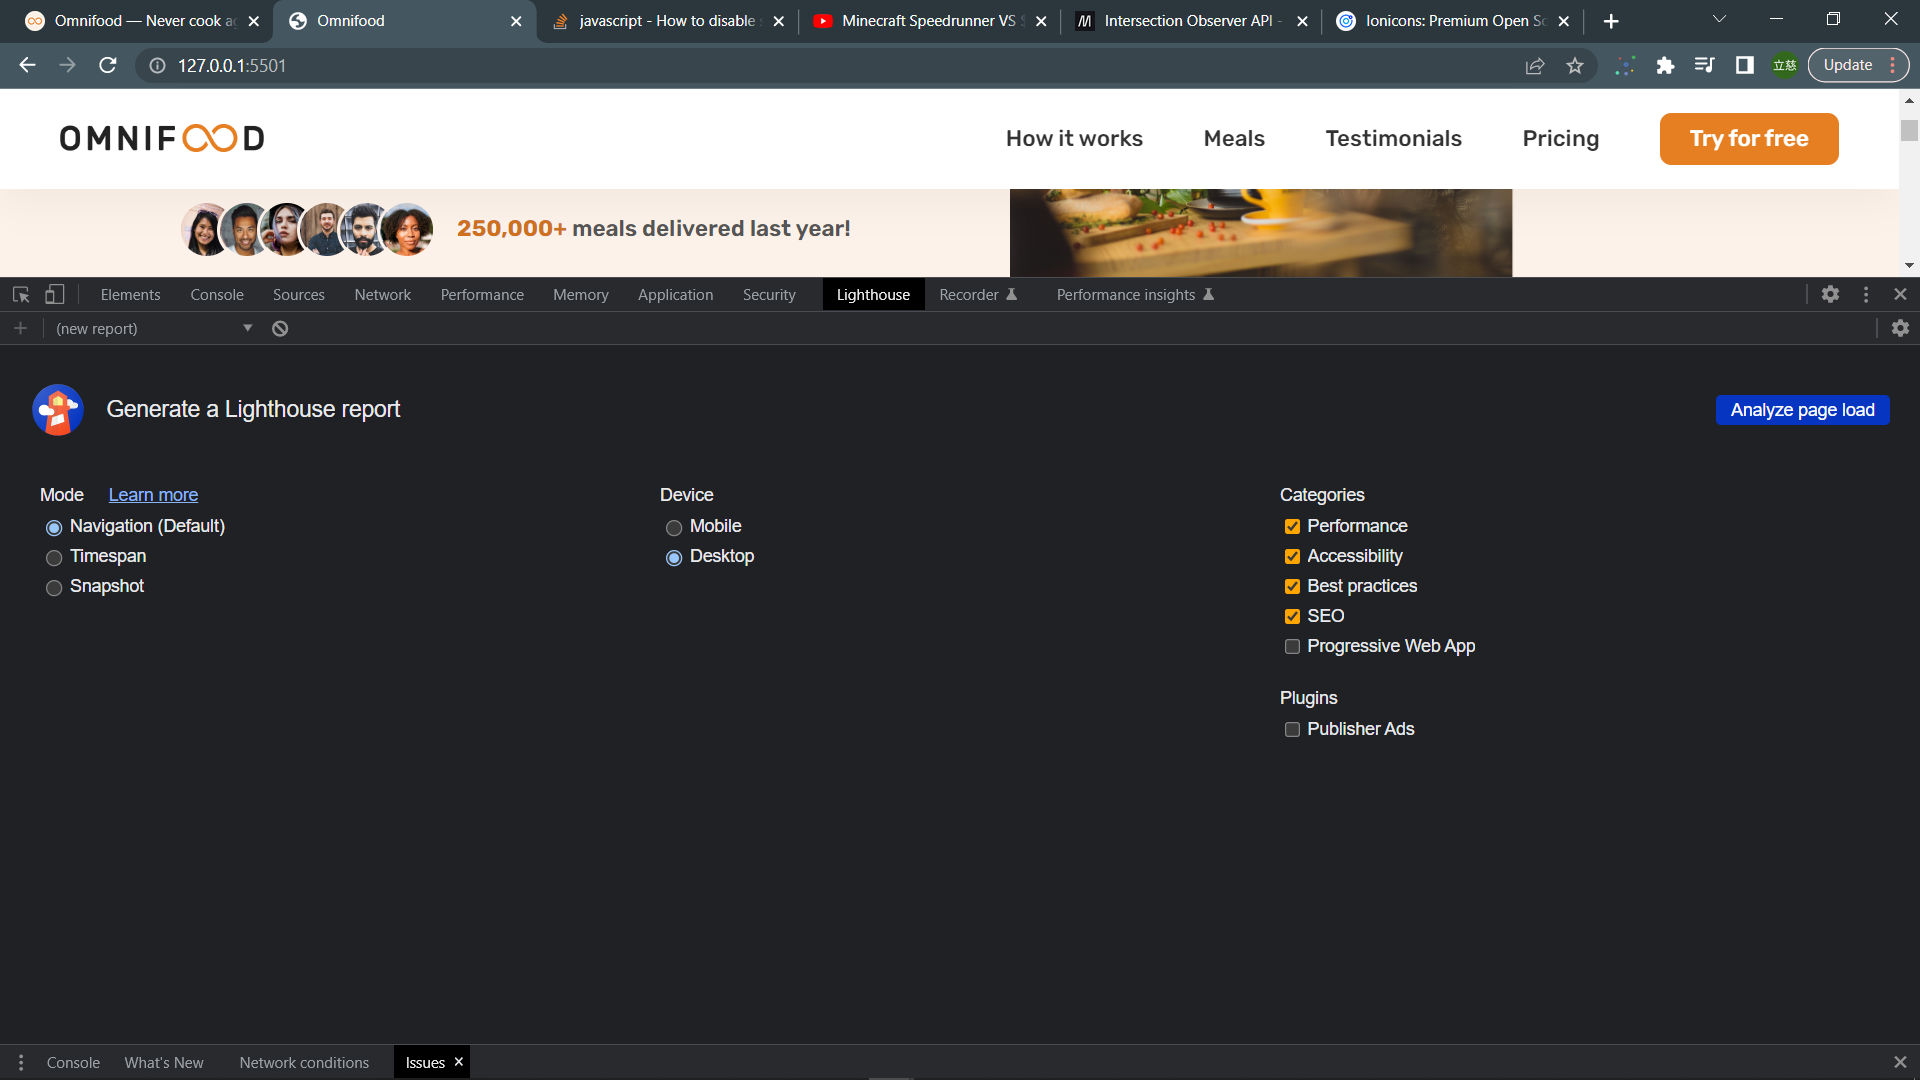 Omnifood — Never cook a
Omnifood
javascript - How to disable
Minecraft Speedrunner VS
Intersection Observer API -
Ionicons: Premium Open So
127.0.0.1:5501
立慈
Update
OMNIFOOD
How it works
Meals
Testimonials
Pricing
Try for free
250,000+ meals delivered last year!
Elements
Console
Sources
Network
Performance
Memory
Application
Security
Lighthouse
Recorder
Performance insights
(new report)
Generate a Lighthouse report
Analyze page load
Mode
Learn more
Navigation (Default)
Timespan
Snapshot
Device
Mobile
Desktop
Categories
Performance
Accessibility
Best practices
SEO
Progressive Web App
Plugins
Publisher Ads
Console
What's New
Network conditions
Issues